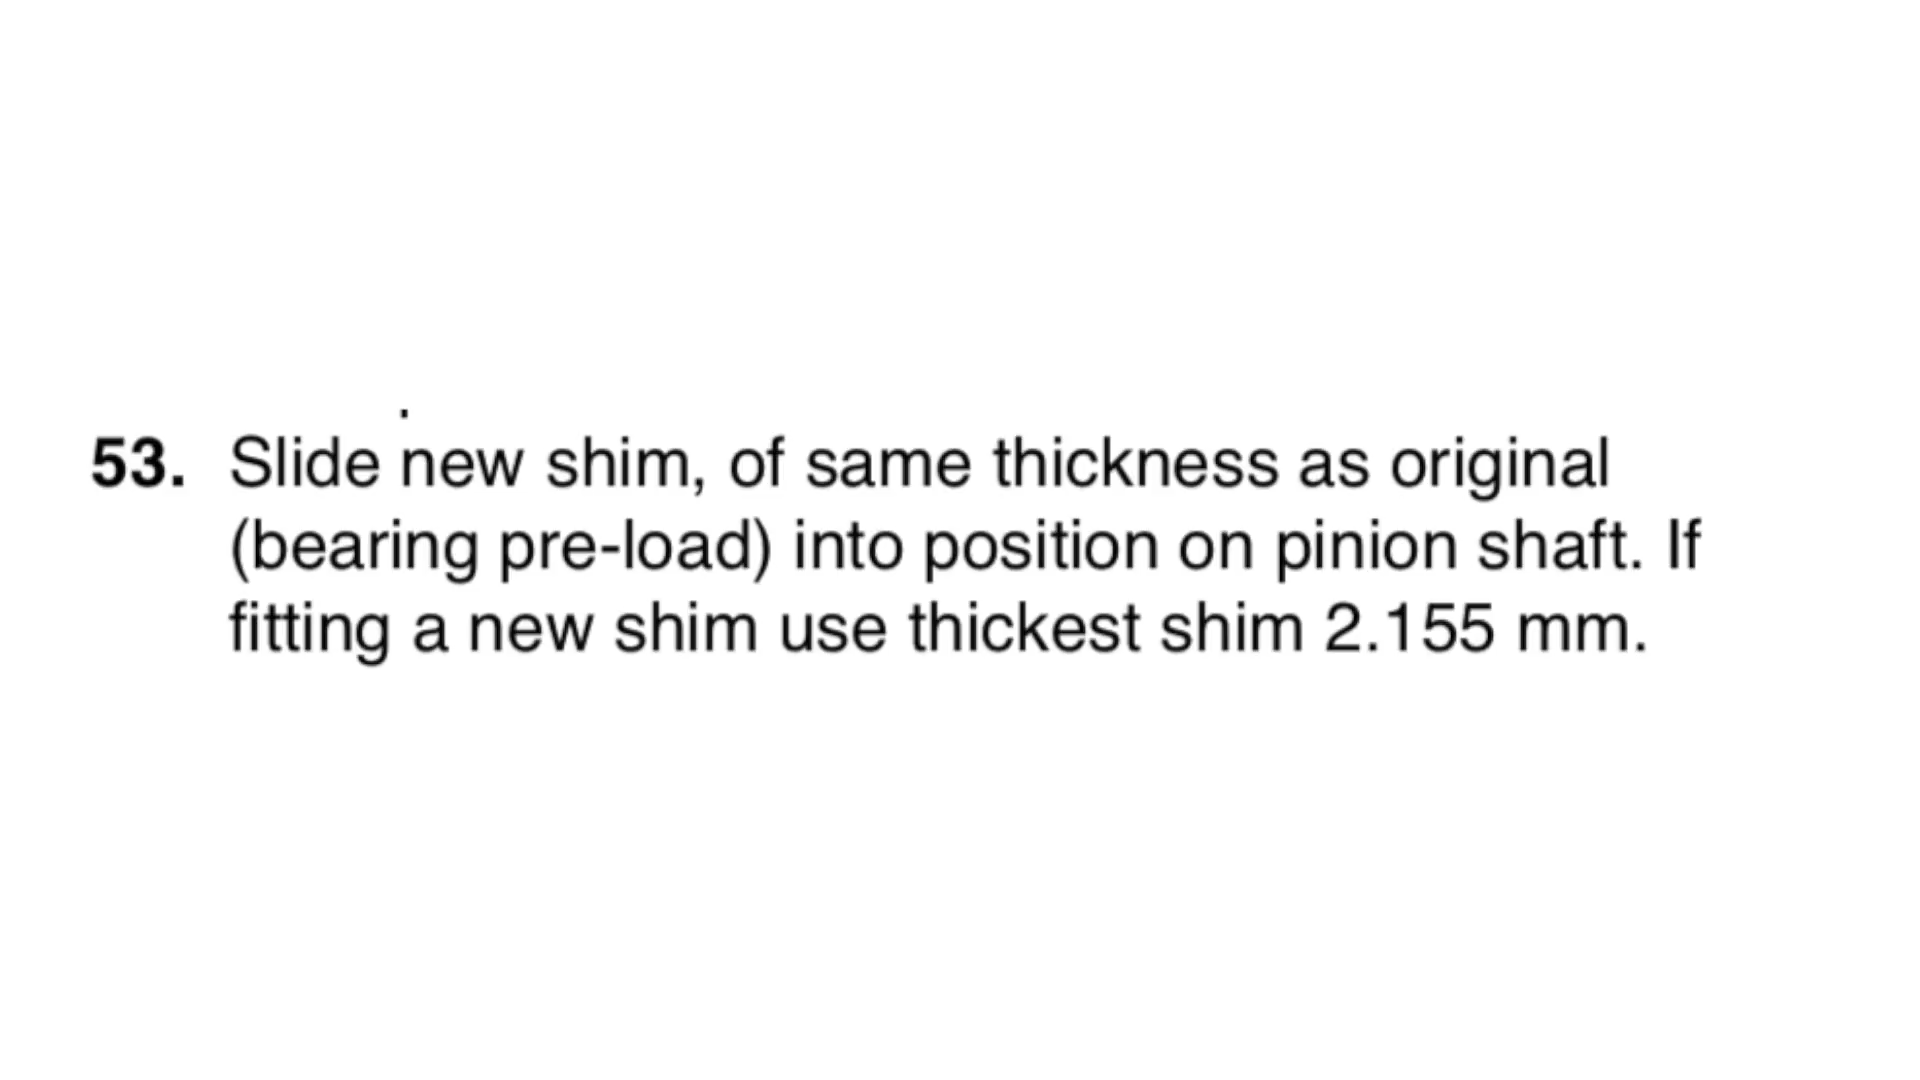 53. Slide new shim, of same thickness as original
(bearing pre-load) into position on pinion shaft. If
fitting a new shim use thickest shim 2.155 mm.